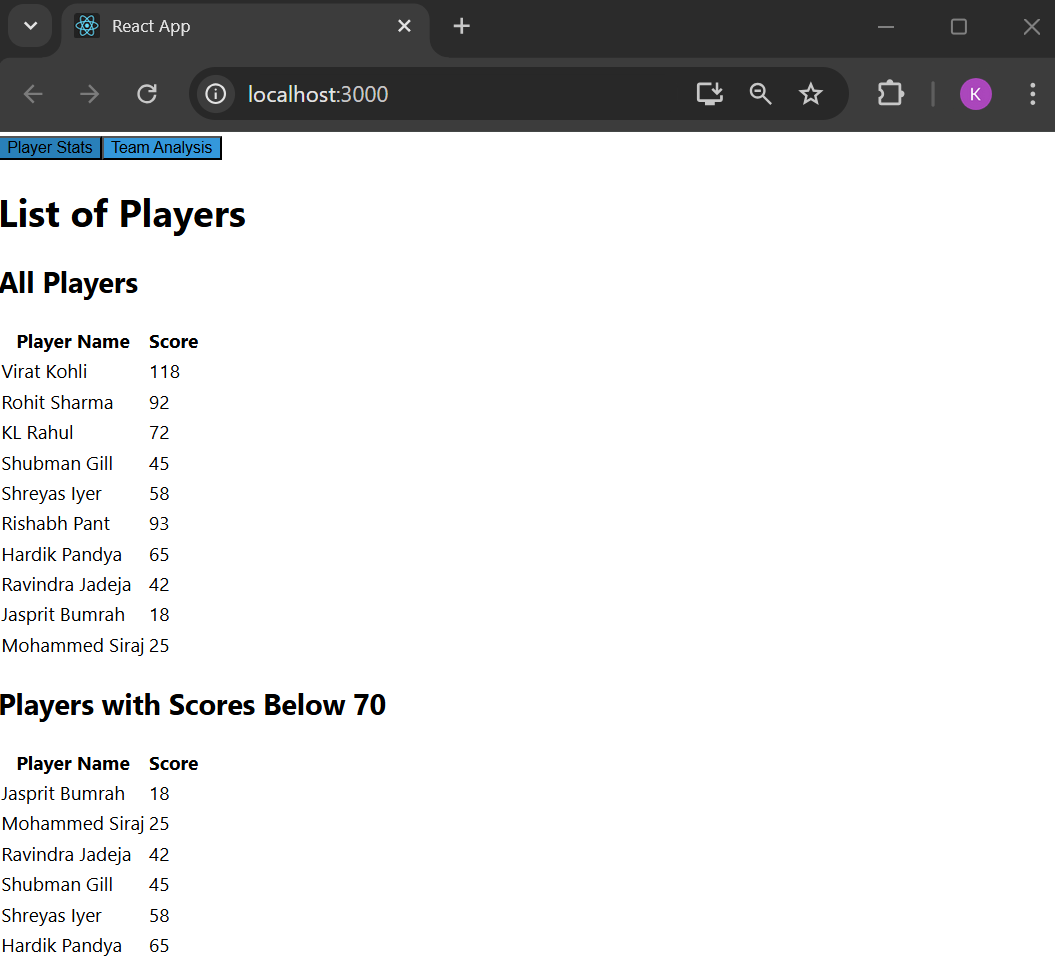 React App
localhost:3000
K
Player Stats Team Analysis
List of Players
All Players
Player Name Score
Virat Kohli 118
Rohit Sharma 92
KL Rahul 72
Shubman Gill 45
Shreyas Iyer 58
Rishabh Pant 93
Hardik Pandya 65
Ravindra Jadeja 42
Jasprit Bumrah 18
Mohammed Siraj 25
Players with Scores Below 70
Player Name Score
Jasprit Bumrah 18
Mohammed Siraj 25
Ravindra Jadeja 42
Shubman Gill 45
Shreyas Iyer 58
Hardik Pandya 65